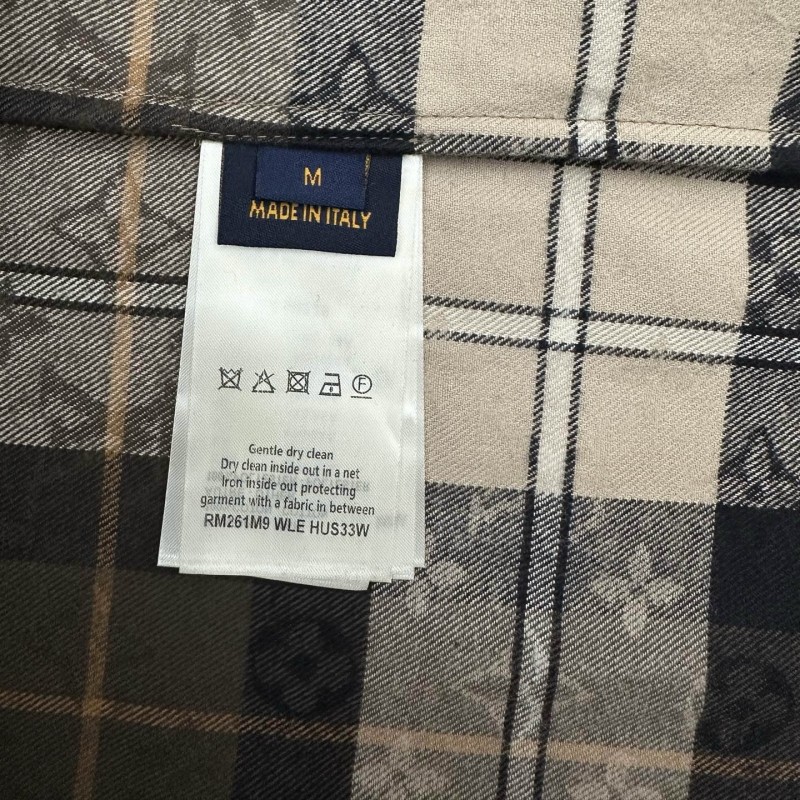 M
MADE IN ITALY
F
Gentle dry clean
Dry clean inside out in a net
Iron inside out protecting
garment with a fabric in between
RM261M9 WLE HUS33W